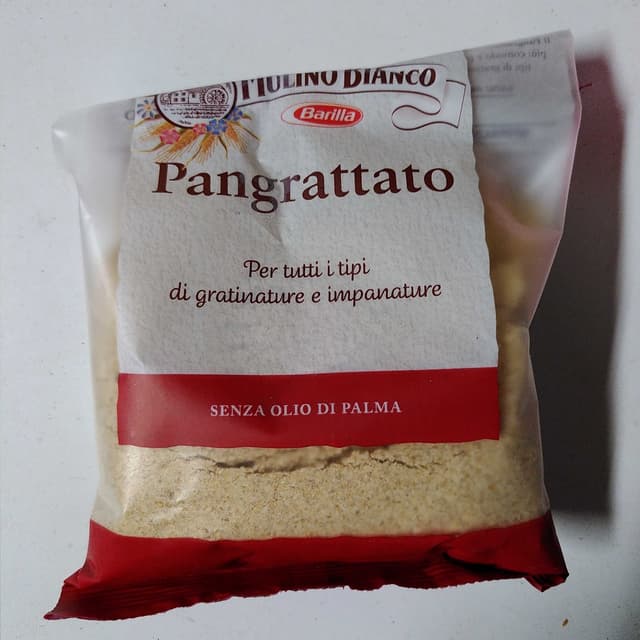 MULINO BIANCO
Barilla
Pangrattato
Per tutti i tipi
di gratinature e impanature
SENZA OLIO DI PALMA